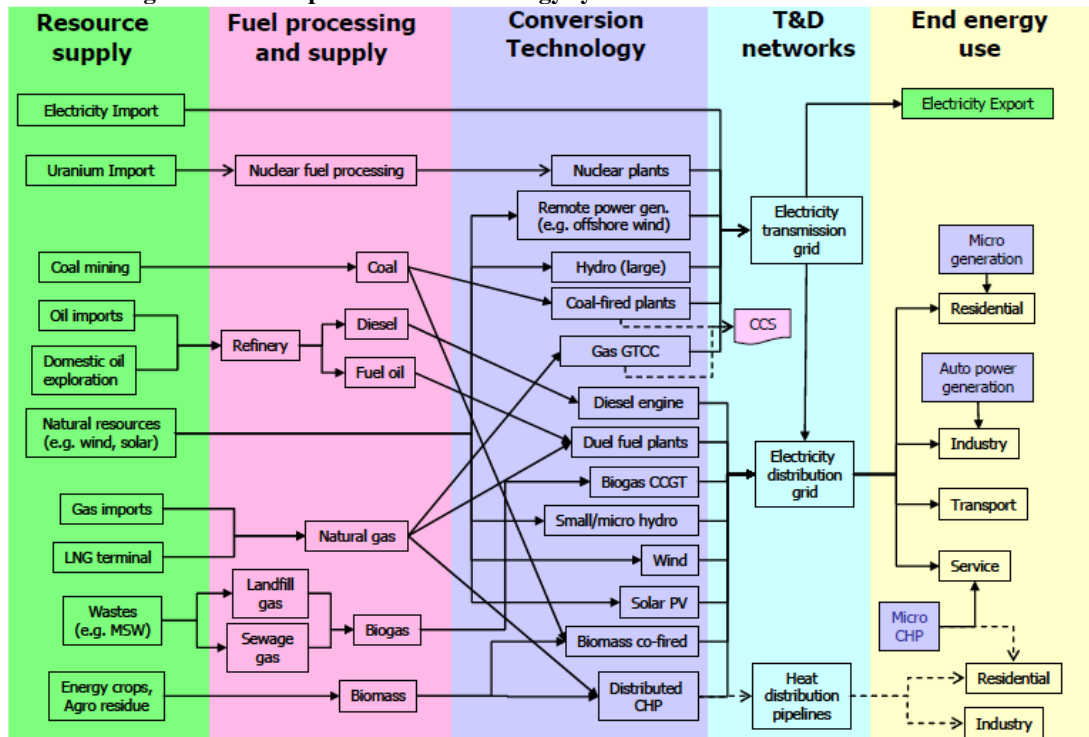 Resource
supply
Fuel processing
and supply
Conversion
Technology
T&D
networks
End energy
use
Electricity Import
Electricity Export
Uranium Import
Nuclear fuel processing
Nuclear plants
Remote power gen.
(e.g. offshore wind)
Electricity
transmission
grid
Micro
generation
Coal mining
Coal
Hydro (large)
Coal-fired plants
Residential
Oil imports
Diesel
CCS
Refinery
Gas GTCC
Domestic oil
exploration
Fuel oil
Auto power
generation
Diesel engine
Natural resources
(e.g. wind, solar)
Duel fuel plants
Industry
Electricity
distribution
grid
Biogas CCGT
Gas imports
Transport
Natural gas
Small/micro hydro
LNG terminal
Wind
Service
Landfill
gas
Wastes
(e.g. MSW)
Solar PV
Biogas
Micro
CHP
Sewage
gas
Biomass co-fired
Residential
Energy crops,
Agro residue
Biomass
Distributed
CHP
Heat
distribution
pipelines
Industry